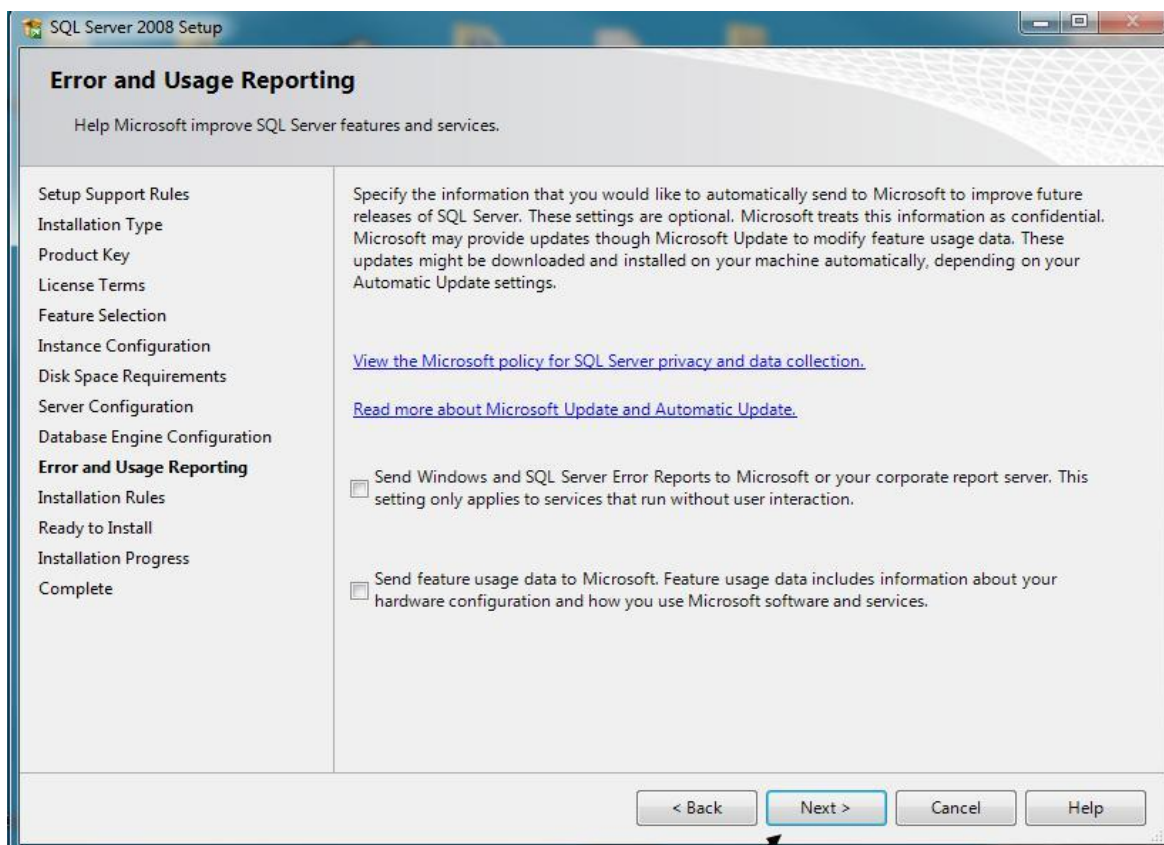 SQL Server 2008 Setup
Error and Usage Reporting
Help Microsoft improve SQL Server features and services.
Setup Support Rules
Installation Type
Product Key
License Terms
Feature Selection
Instance Configuration
Disk Space Requirements
Server Configuration
Database Engine Configuration
Error and Usage Reporting
Installation Rules
Ready to Install
Installation Progress
Complete
Specify the information that you would like to automatically send to Microsoft to improve future
releases of SQL Server. These settings are optional. Microsoft treats this information as confidential.
Microsoft may provide updates though Microsoft Update to modify feature usage data. These
updates might be downloaded and installed on your machine automatically, depending on your
Automatic Update settings.
View the Microsoft policy for SQL Server privacy and data collection.
Read more about Microsoft Update and Automatic Update.
Send Windows and SQL Server Error Reports to Microsoft or your corporate report server. This
setting only applies to services that run without user interaction.
Send feature usage data to Microsoft. Feature usage data includes information about your
hardware configuration and how you use Microsoft software and services.
< Back
Next >
Cancel
Help